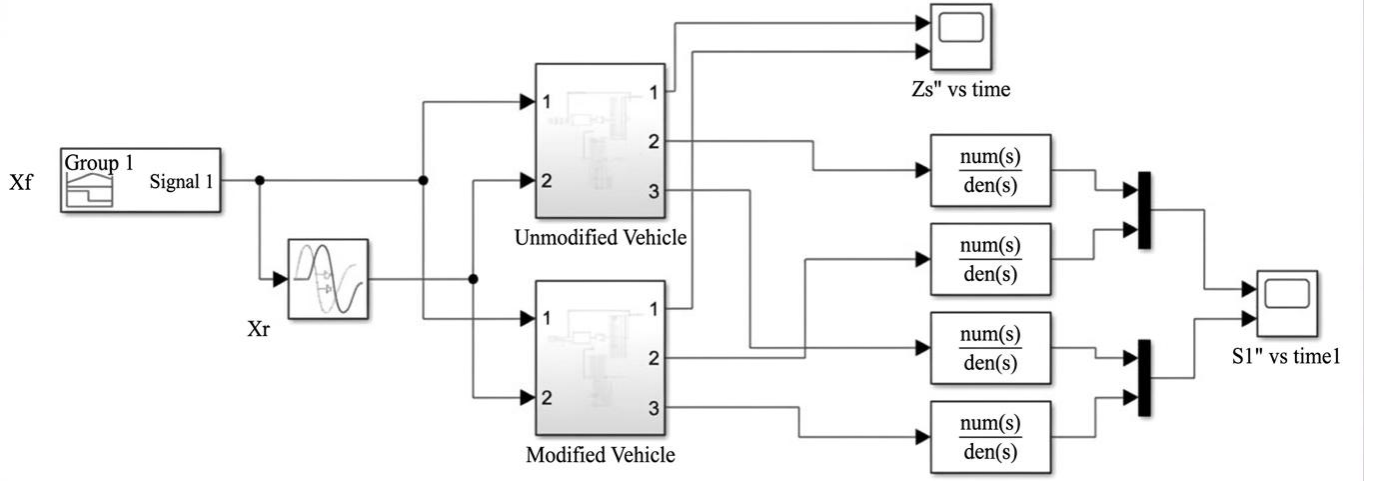 Xf
Group 1
Signal 1
Xr
1
2
1
2
3
Unmodified Vehicle
1
2
1
2
3
Modified Vehicle
Zs" vs time
num(s)
den(s)
num(s)
den(s)
num(s)
den(s)
num(s)
den(s)
S1" vs time1